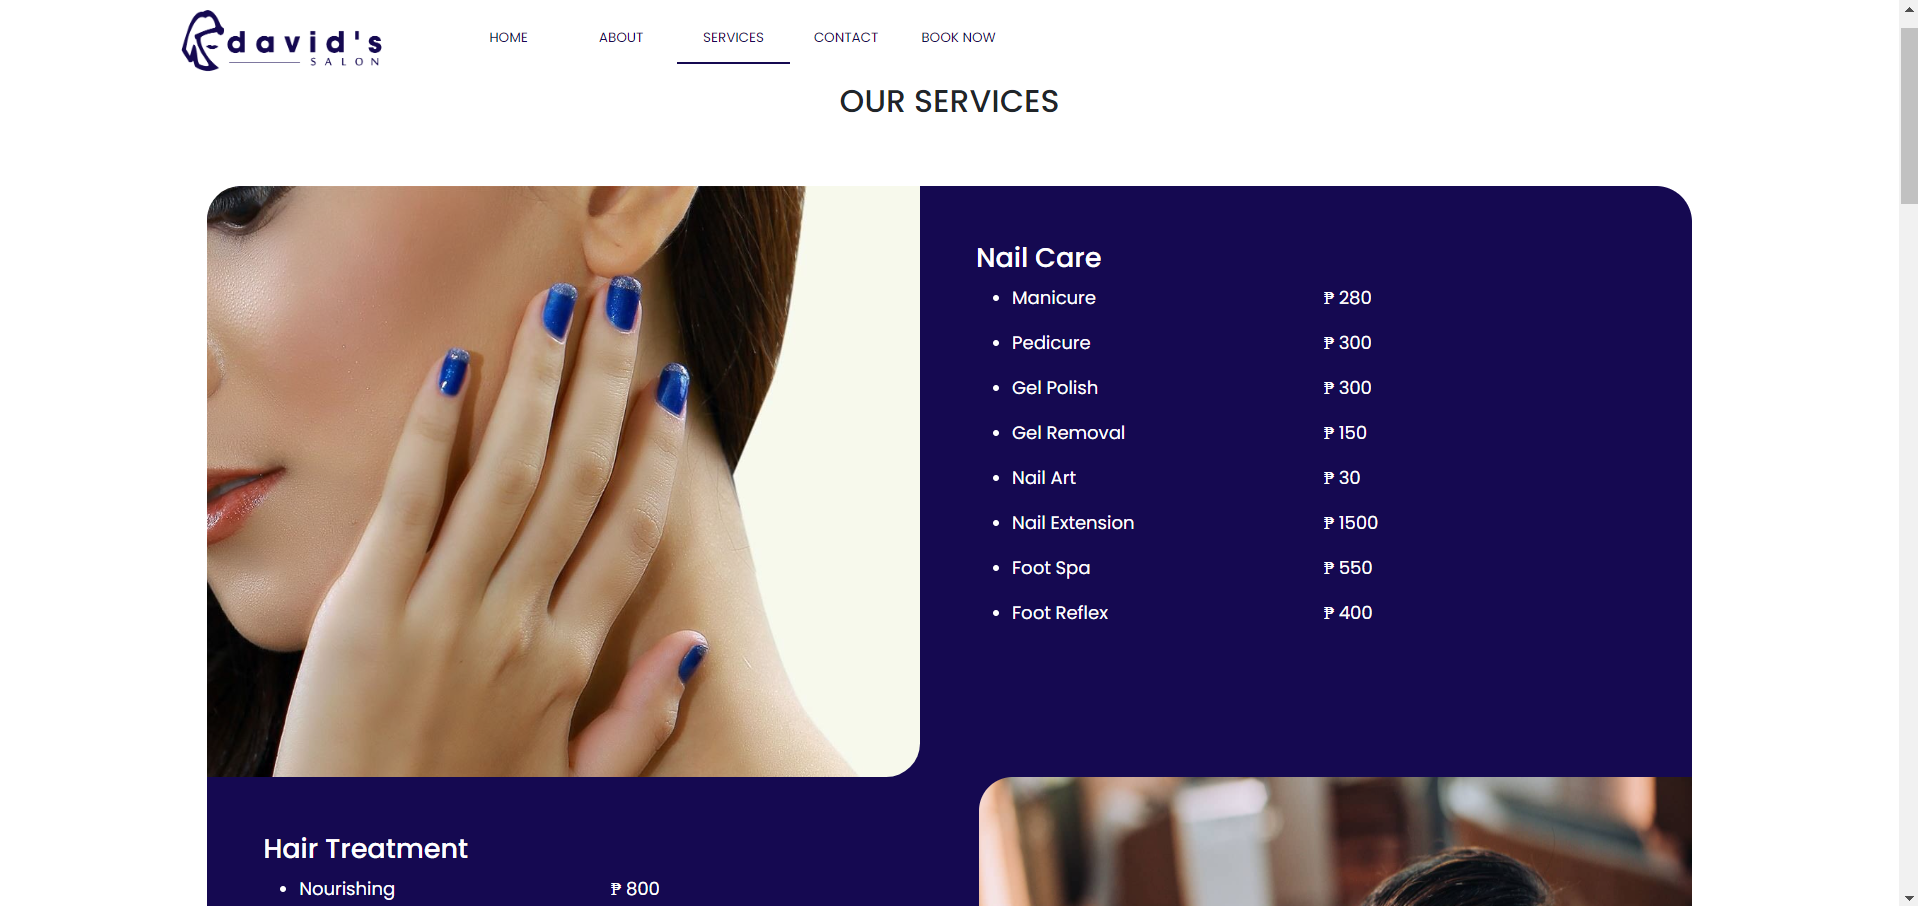 david's
SALON
HOME ABOUT SERVICES CONTACT BOOK NOW
OUR SERVICES
Nail Care
• Manicure ₱ 280
• Pedicure ₱ 300
• Gel Polish ₱ 300
• Gel Removal ₱ 150
• Nail Art ₱ 30
• Nail Extension ₱ 1500
• Foot Spa ₱ 550
• Foot Reflex ₱ 400
Hair Treatment
• Nourishing ₱ 800